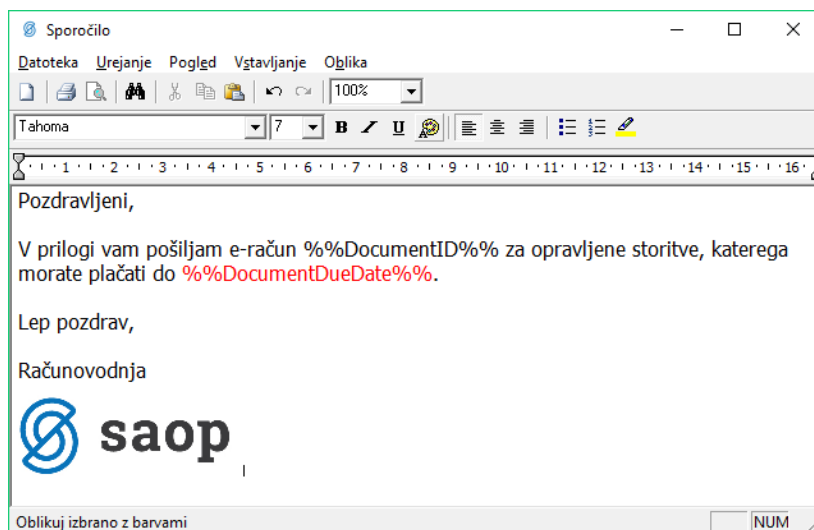 Sporočilo
Datoteka Urejanje Pogled Vstavljanje Oblika
100%
Tahoma 7 B I U
1 2 3 4 5 6 7 8 9 10 11 12 13 14 15 16
Pozdravljeni,
V prilogi vam pošiljam e-račun %%DocumentID%% za opravljene storitve, katerega
morate plačati do %%DocumentDueDate%%.
Lep pozdrav,
Računovodnja
saop
Oblikuj izbrano z barvami NUM